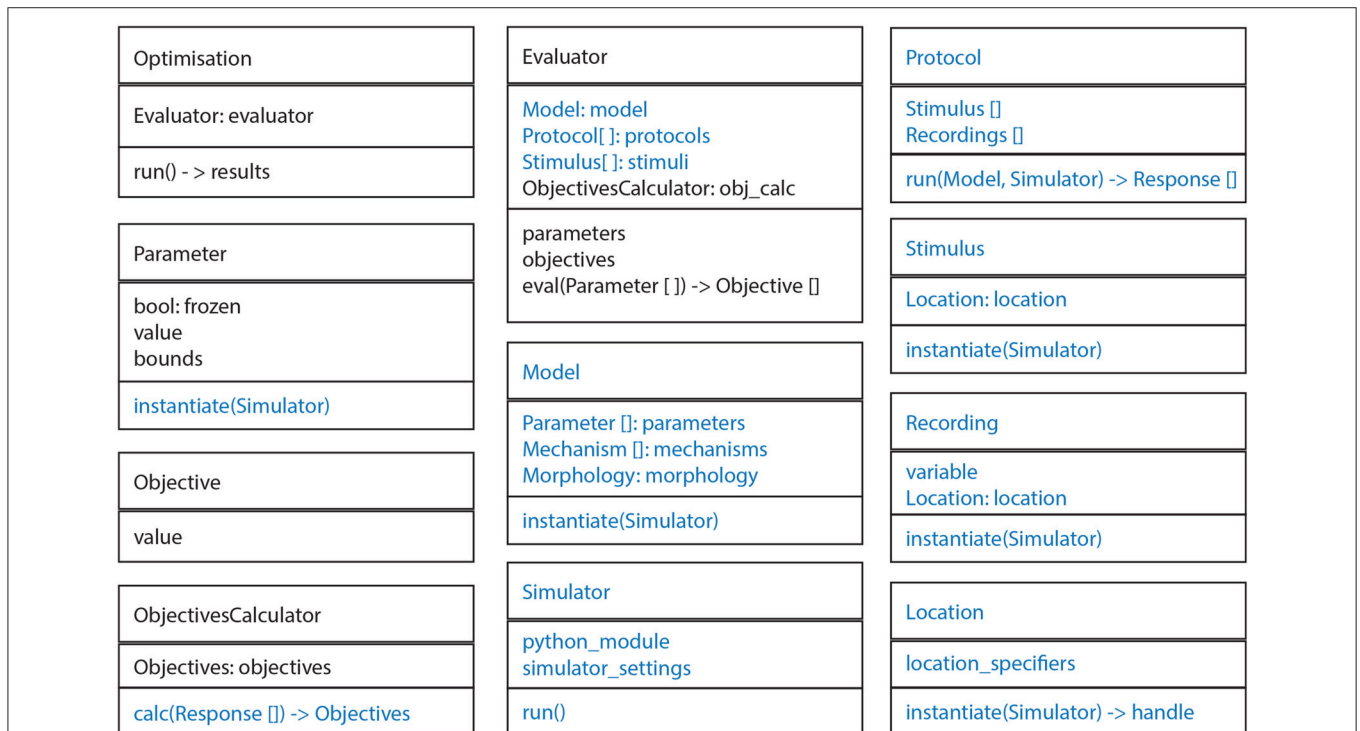 Optimisation
Evaluator: evaluator
run() - > results
Parameter
bool: frozen
value
bounds
instantiate(Simulator)
Objective
value
ObjectivesCalculator
Objectives: objectives
calc(Response []) -> Objectives
Evaluator
Model: model
Protocol[ ]: protocols
Stimulus[ ]: stimuli
ObjectivesCalculator: obj_calc
parameters
objectives
eval(Parameter [ ]) -> Objective []
Model
Parameter []: parameters
Mechanism []: mechanisms
Morphology: morphology
instantiate(Simulator)
Simulator
python_module
simulator_settings
run()
Protocol
Stimulus []
Recordings []
run(Model, Simulator) -> Response []
Stimulus
Location: location
instantiate(Simulator)
Recording
variable
Location: location
instantiate(Simulator)
Location
location_specifiers
instantiate(Simulator) -> handle